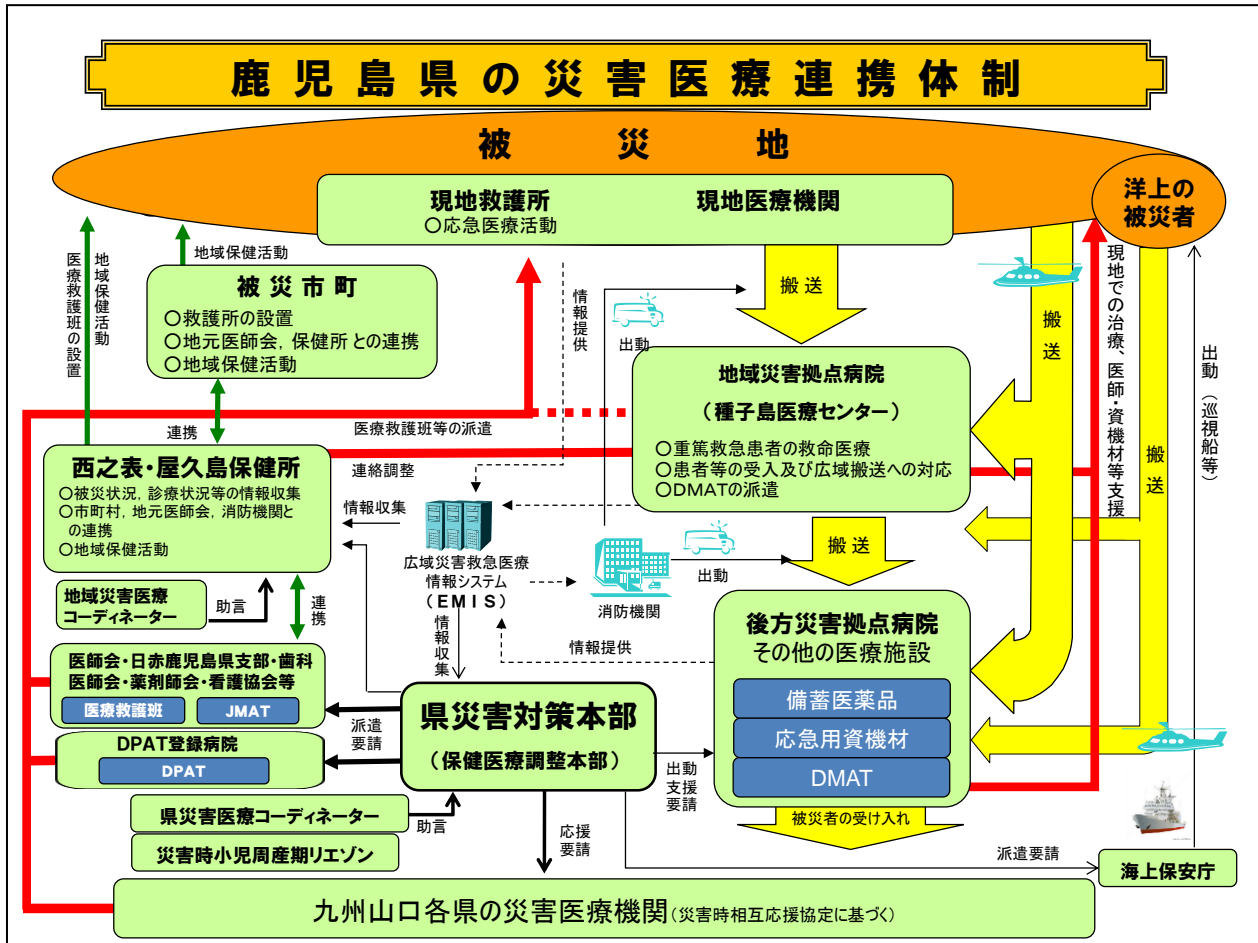 鹿児島県の災害医療連携体制
被災地
現地救護所
○応急医療活動
現地医療機関
洋上の
被災者
地域保健活動
医療救護班の設置
地域保健活動
被災市町
○救護所の設置
○地元医師会，保健所との連携
○地域保健活動
情報提供
出動
搬送
搬送
現地での治療、医師・資機材等支援
搬送
出動（巡視船等）
地域災害拠点病院
（種子島医療センター）
○重篤救急患者の救命医療
○患者等の受入及び広域搬送への対応
○DMATの派遣
連携
医療救護班等の派遣
西之表・屋久島保健所
○被災状況，診療状況等の情報収集
○市町村，地元医師会，消防機関と
の連携
○地域保健活動
連絡調整
情報収集
広域災害救急医療
情報システム
（ＥＭＩＳ）
消防機関
出動
搬送
地域災害医療
コーディネーター
助言
連携
情報収集
情報提供
後方災害拠点病院
その他の医療施設
備蓄医薬品
応急用資機材
DMAT
医師会・日赤鹿児島県支部・歯科
医師会・薬剤師会・看護協会等
医療救護班
JMAT
派遣
要請
DPAT登録病院
DPAT
県災害対策本部
（保健医療調整本部）
出動
支援
要請
被災者の受け入れ
県災害医療コーディネーター
助言
災害時小児周産期リエゾン
応援
要請
派遣要請
海上保安庁
九州山口各県の災害医療機関（災害時相互応援協定に基づく）